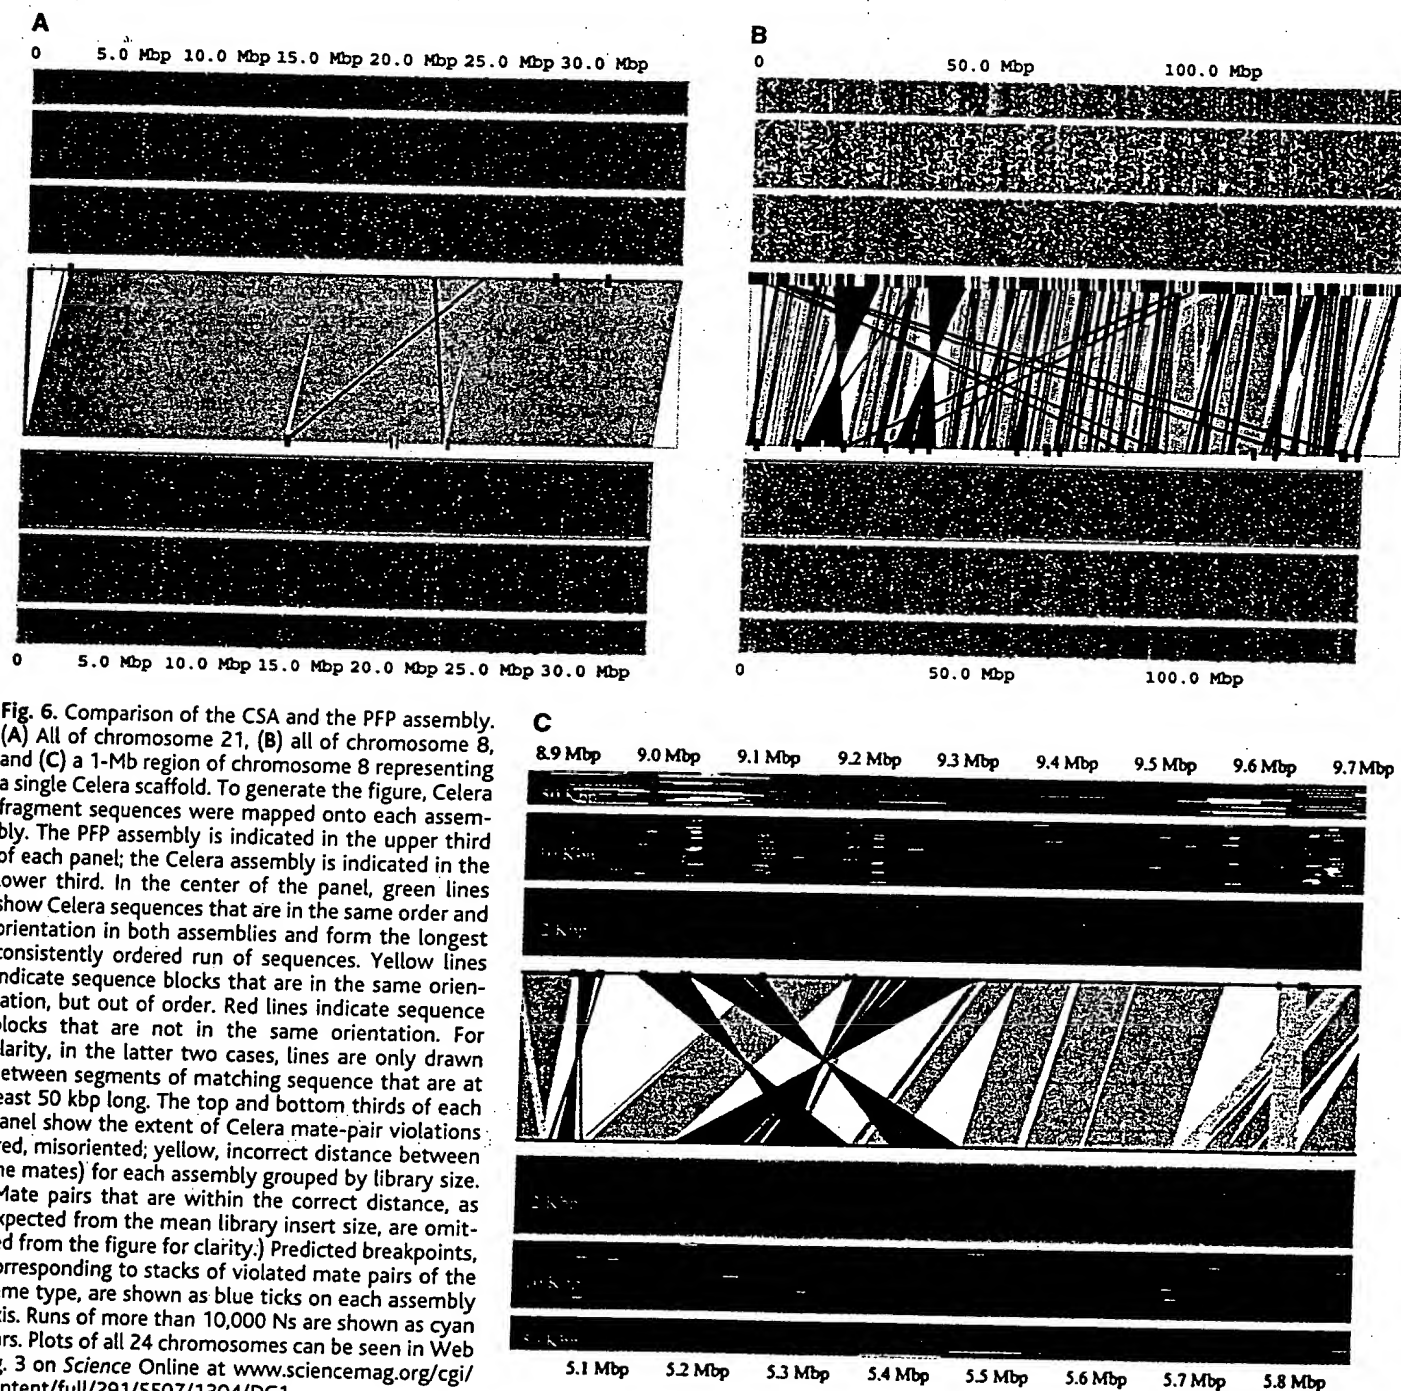 A
0 5.0 Mbp 10.0 Mbp 15.0 Mbp 20.0 Mbp 25.0 Mbp 30.0 Mbp
B
0 50.0 Mbp 100.0 Mbp
0 5.0 Mbp 10.0 Mbp 15.0 Mbp 20.0 Mbp 25.0 Mbp 30.0 Mbp
0 50.0 Mbp 100.0 Mbp
Fig. 6. Comparison of the CSA and the PFP assembly.
(A) All of chromosome 21, (B) all of chromosome 8,
and (C) a 1-Mb region of chromosome 8 representing
a single Celera scaffold. To generate the figure, Celera
fragment sequences were mapped onto each assem-
bly. The PFP assembly is indicated in the upper third
of each panel; the Celera assembly is indicated in the
ower third. In the center of the panel, green lines
show Celera sequences that are in the same order and
orientation in both assemblies and form the longest
consistently ordered run of sequences. Yellow lines
ndicate sequence blocks that are in the same orien-
ation, but out of order. Red lines indicate sequence
locks that are not in the same orientation. For
larity, in the latter two cases, lines are only drawn
etween segments of matching sequence that are at
east 50 kbp long. The top and bottom thirds of each
anel show the extent of Celera mate-pair violations
red, misoriented; yellow, incorrect distance between
he mates) for each assembly grouped by library size.
Mate pairs that are within the correct distance, as
xpected from the mean library insert size, are omit-
ed from the figure for clarity.) Predicted breakpoints,
orresponding to stacks of violated mate pairs of the
me type, are shown as blue ticks on each assembly
xis. Runs of more than 10,000 Ns are shown as cyan
ars. Plots of all 24 chromosomes can be seen in Web
g. 3 on Science Online at www.sciencemag.org/cgi/
ntent/full/291/5507/1304/DC1
C
8.9 Mbp 9.0 Mbp 9.1 Mbp 9.2 Mbp 9.3 Mbp 9.4 Mbp 9.5 Mbp 9.6 Mbp 9.7 Mbp
2 Kbp
2 Kbp
5.1 Mbp 5.2 Mbp 5.3 Mbp 5.4 Mbp 5.5 Mbp 5.6 Mbp 5.7 Mbp 5.8 Mbp